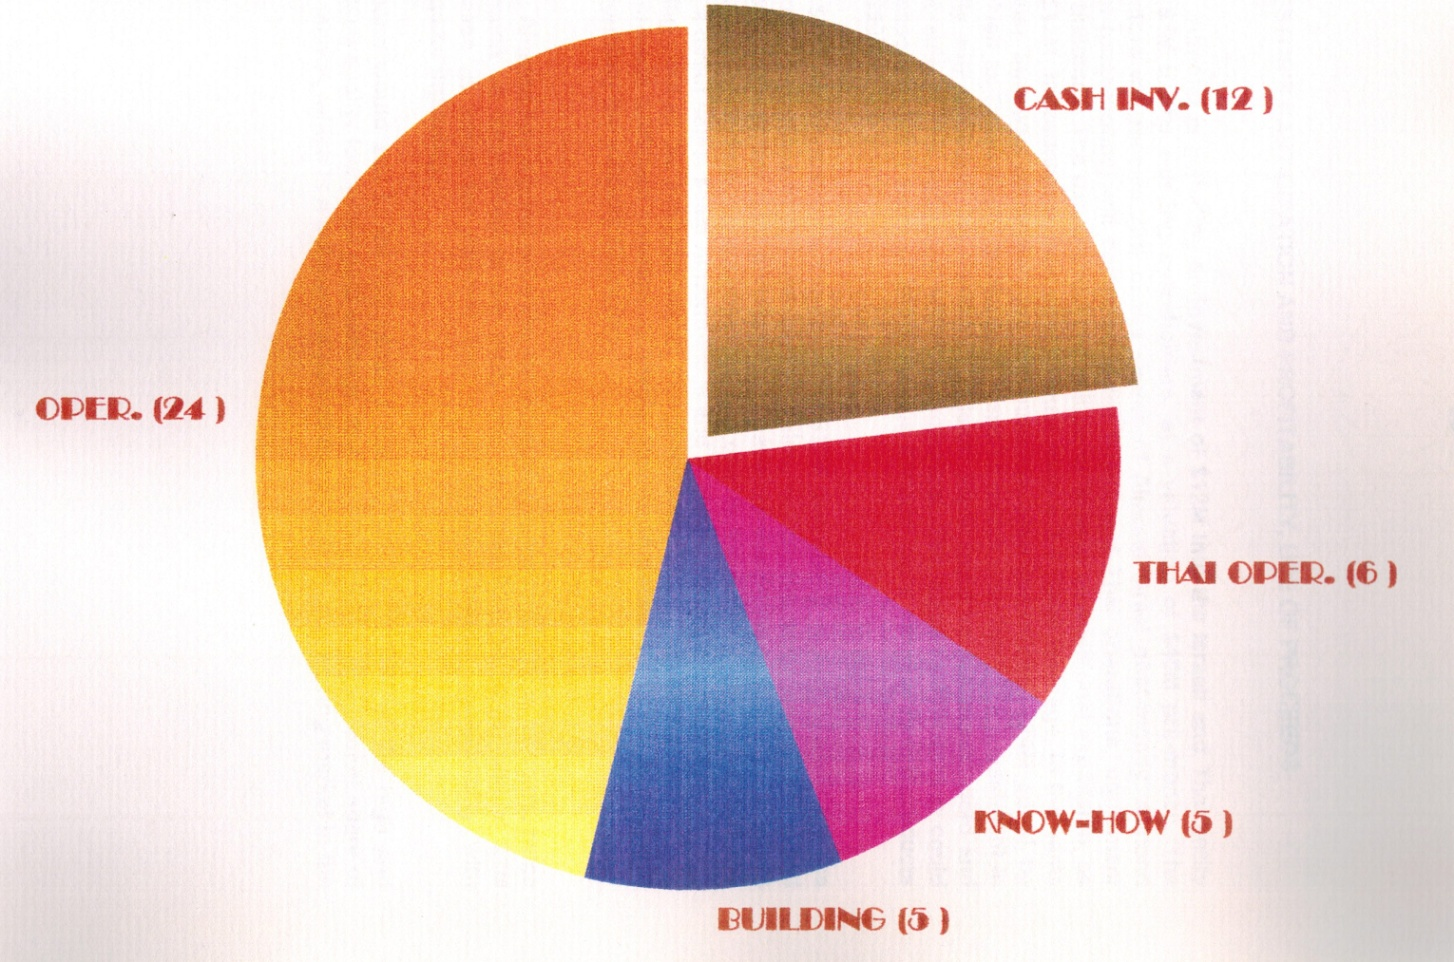 CASH INV. (12 )
OPER. (24 )
THAI OPER. (6 )
KNOW-HOW (5 )
BUILDING (5 )